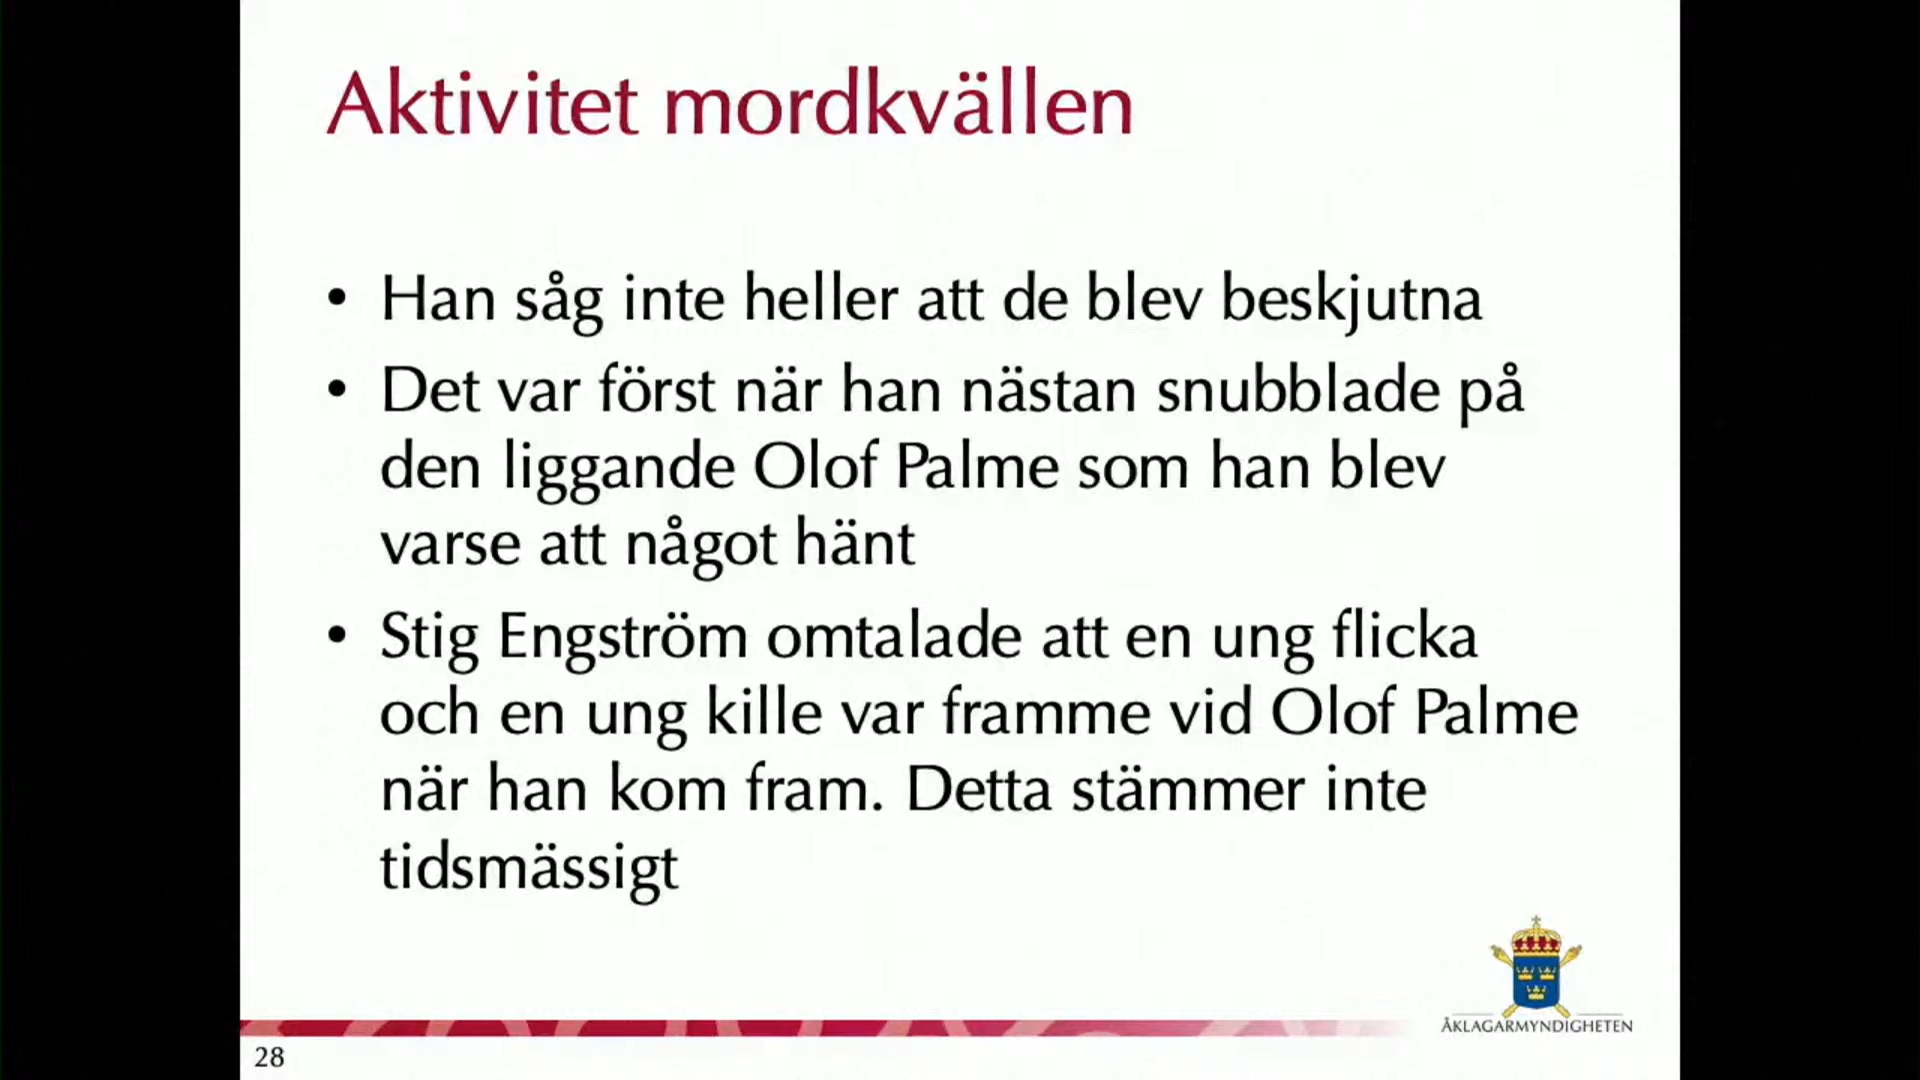 Aktivitet mordkvällen
• Han såg inte heller att de blev beskjutna
• Det var först när han nästan snubblade på
den liggande Olof Palme som han blev
varse att något hänt
• Stig Engström omtalade att en ung flicka
och en ung kille var framme vid Olof Palme
när han kom fram. Detta stämmer inte
tidsmässigt
ÅKLAGARMYNDIGHETEN
28